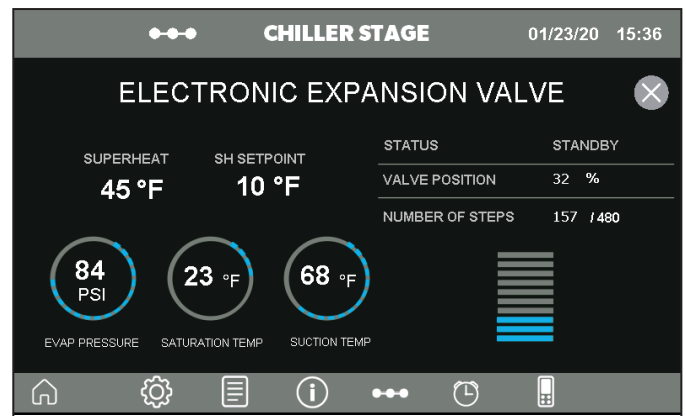 CHILLER STAGE 01/23/20 15:36
ELECTRONIC EXPANSION VALVE
SUPERHEAT SH SETPOINT
45 °F 10 °F
STATUS STANDBY
VALVE POSITION 32 %
NUMBER OF STEPS 157 / 480
84 PSI
23 °F
68 °F
EVAP PRESSURE SATURATION TEMP SUCTION TEMP